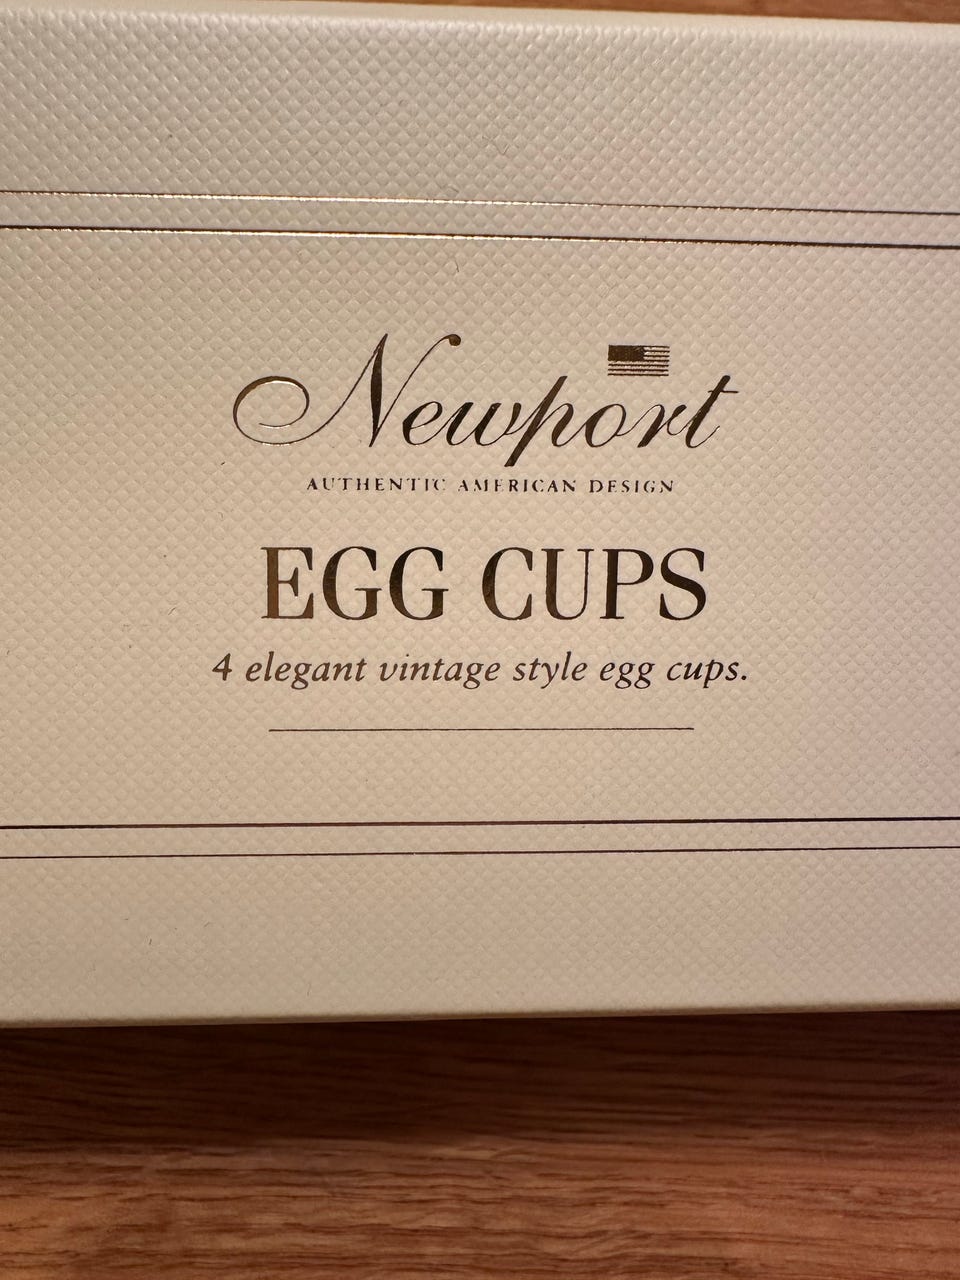 Newport
AUTHENTIC AMERICAN DESIGN
EGG CUPS
4 elegant vintage style egg cups.